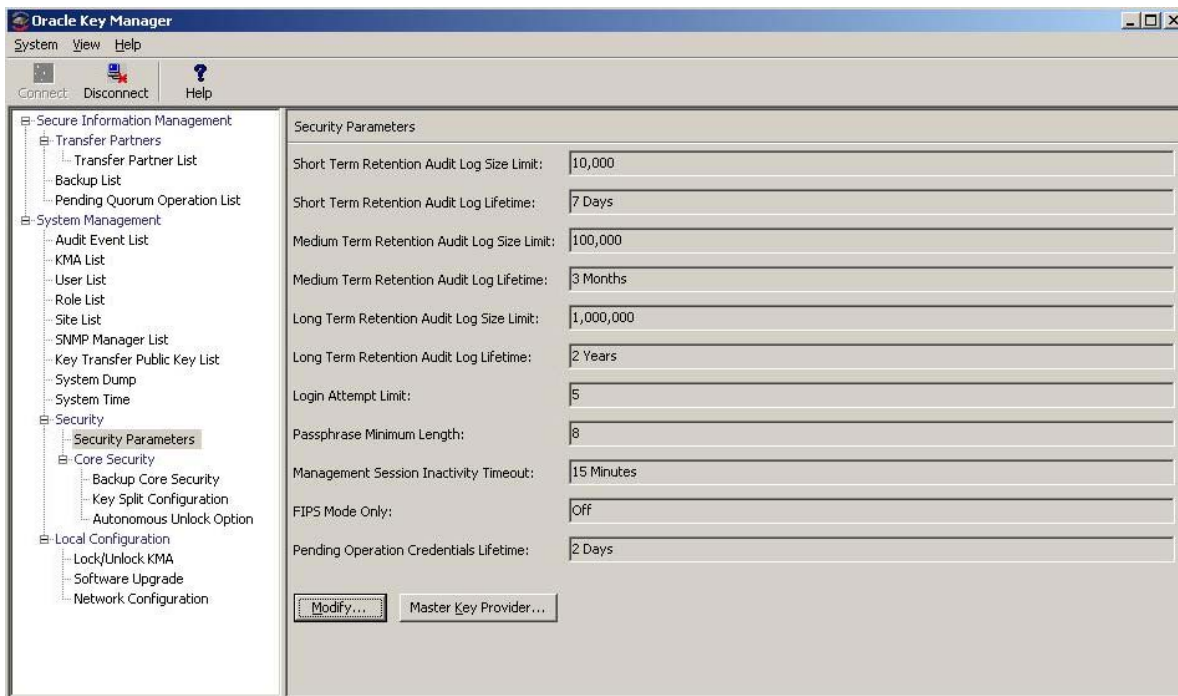 Oracle Key Manager
System View Help
Connect Disconnect Help
Secure Information Management
Transfer Partners
Transfer Partner List
Backup List
Pending Quorum Operation List
System Management
Audit Event List
KMA List
User List
Role List
Site List
SNMP Manager List
Key Transfer Public Key List
System Dump
System Time
Security
Security Parameters
Core Security
Backup Core Security
Key Split Configuration
Autonomous Unlock Option
Local Configuration
Lock/Unlock KMA
Software Upgrade
Network Configuration
Security Parameters
Short Term Retention Audit Log Size Limit: 10,000
Short Term Retention Audit Log Lifetime: 7 Days
Medium Term Retention Audit Log Size Limit: 100,000
Medium Term Retention Audit Log Lifetime: 3 Months
Long Term Retention Audit Log Size Limit: 1,000,000
Long Term Retention Audit Log Lifetime: 2 Years
Login Attempt Limit: 5
Passphrase Minimum Length: 8
Management Session Inactivity Timeout: 15 Minutes
FIPS Mode Only: Off
Pending Operation Credentials Lifetime: 2 Days
Modify... Master Key Provider...